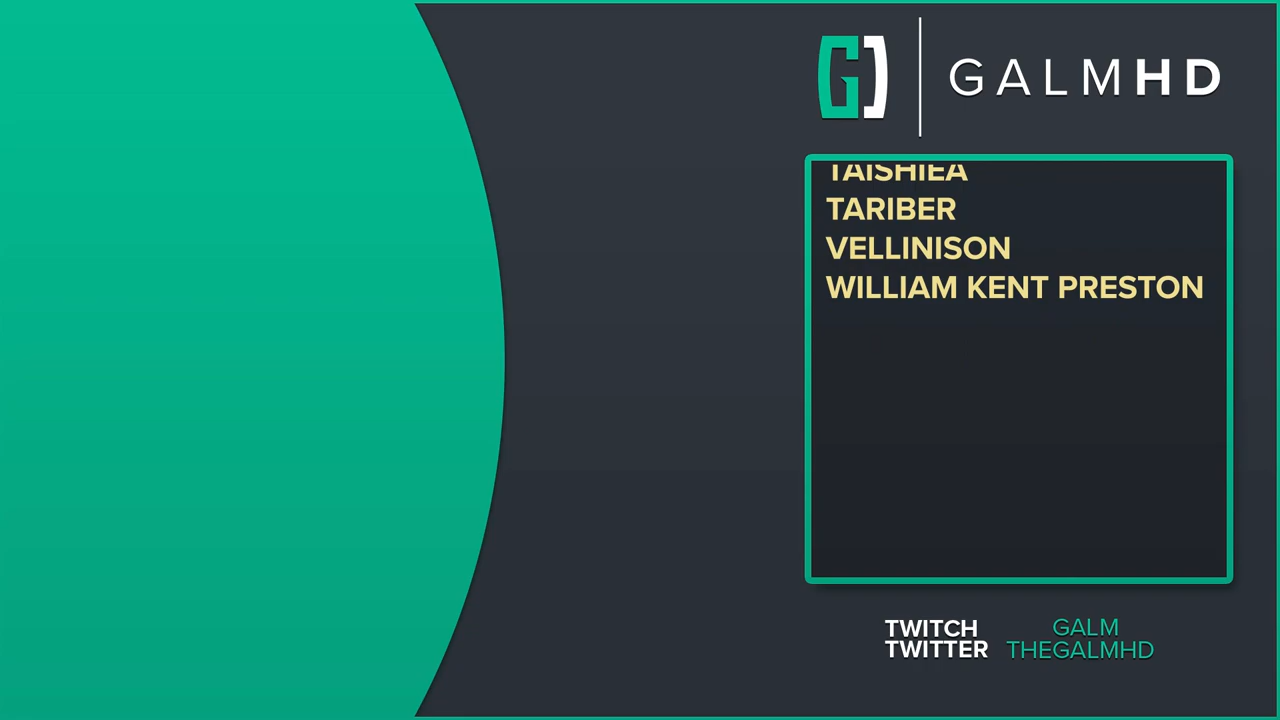 GALMHD
TAISHIEA
TARIBER
VELLINISON
WILLIAM KENT PRESTON
TWITCH GALM
TWITTER THEGALMHD